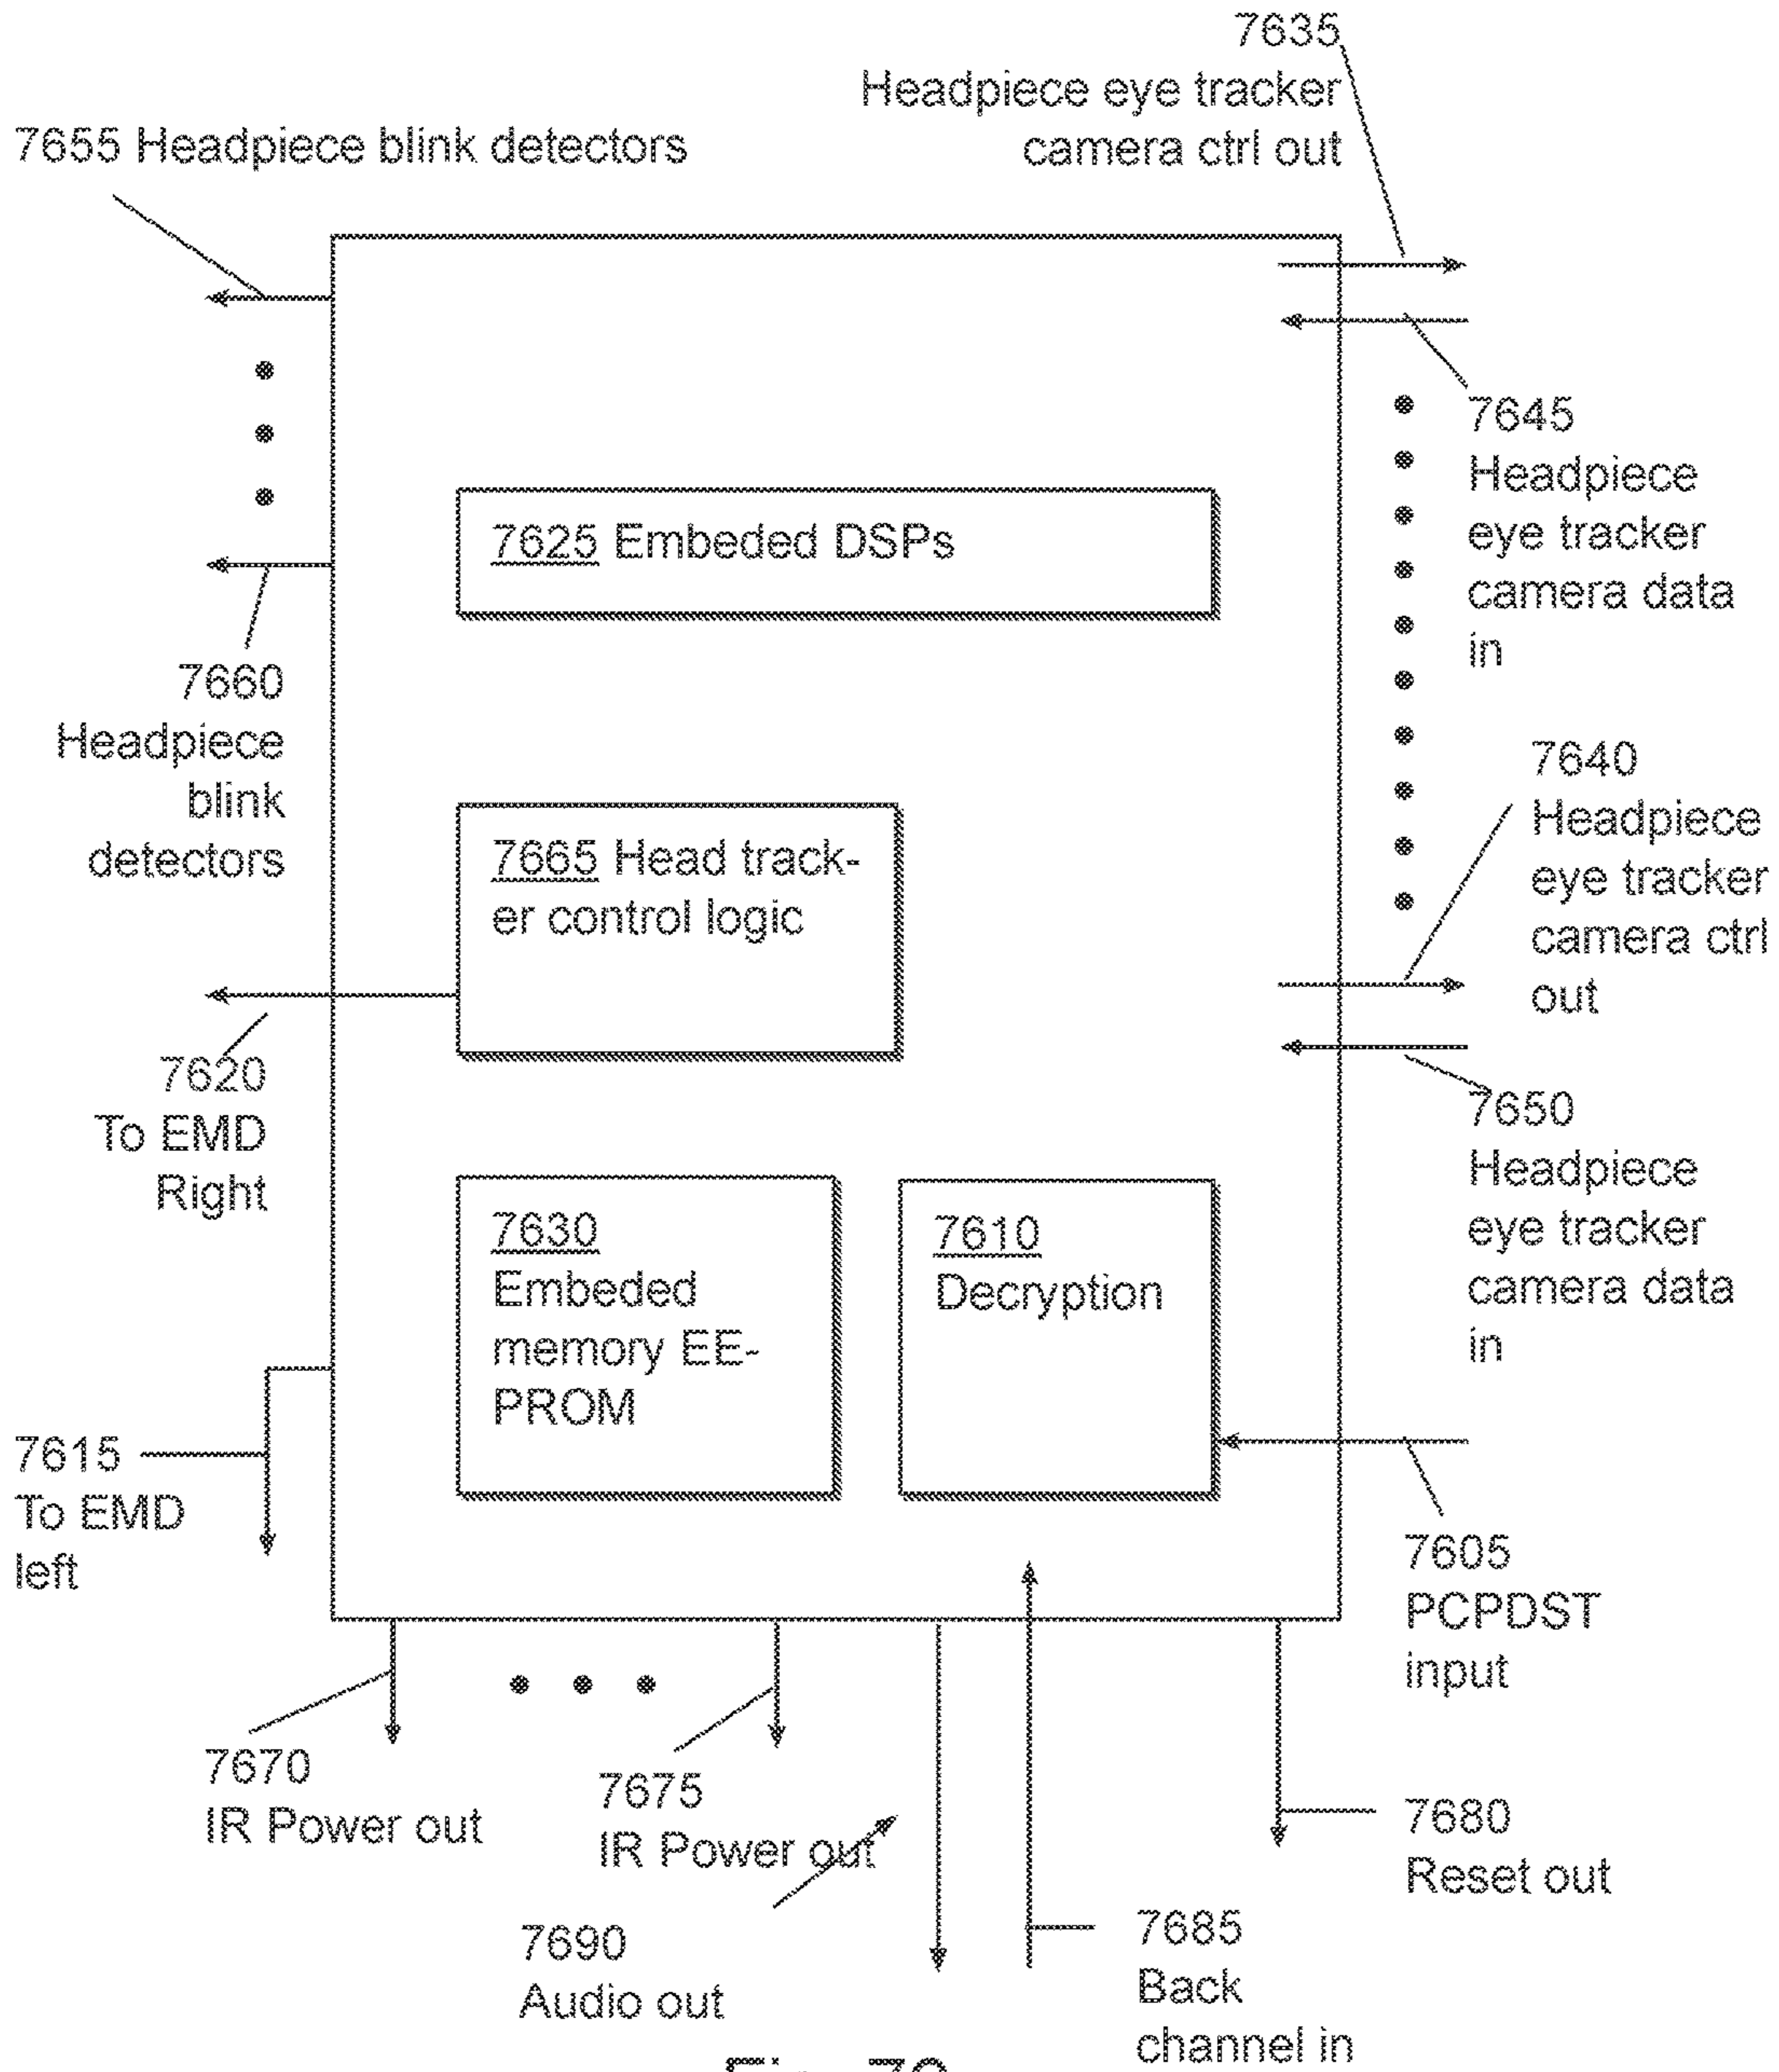 7635
Headpiece eye tracker
camera ctrl out
7655 Headpiece blink detectors
7645
Headpiece
eye tracker
camera data
in
7625 Embeded DSPs
7660
Headpiece
blink
detectors
7640
Headpiece
eye tracker
camera ctrl
out
7665 Head track-
er control logic
7620
To EMD
Right
7650
Headpiece
eye tracker
camera data
in
7630
Embeded
memory EE-
PROM
7610
Decryption
7615
To EMD
left
7605
PCPDST
input
7670
IR Power out
7675
IR Power out
7680
Reset out
7690
Audio out
7685
Back
channel in